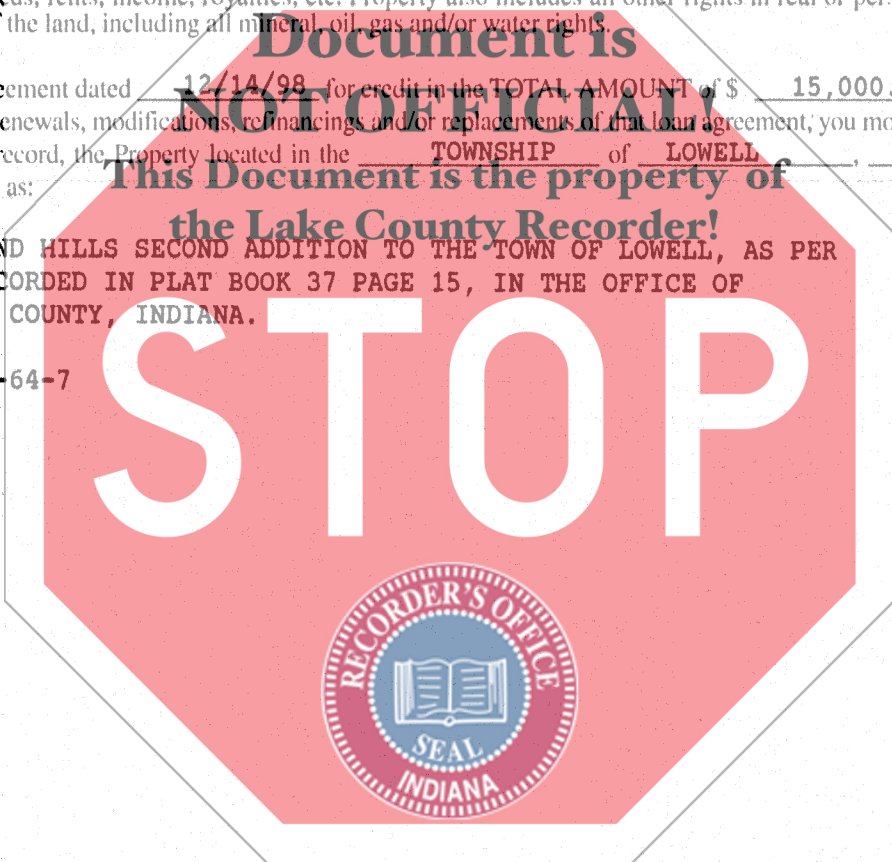 the land, including all mineral, oil, gas and/or water rights.
Document is
ement dated 12/14/98 for credit in the TOTAL AMOUNT of $ 15,000.
NOT OFFICIAL!
enewals, modifications, refinancings and/or replacements of that loan agreement, you mo
ecord, the Property located in the TOWNSHIP of LOWELL,
This Document is the property of
as:
the Lake County Recorder!
ND HILLS SECOND ADDITION TO THE TOWN OF LOWELL, AS PER
CORDED IN PLAT BOOK 37 PAGE 15, IN THE OFFICE OF
COUNTY, INDIANA.
-64-7
STOP
RECORDER'S OFFICE
SEAL
INDIANA